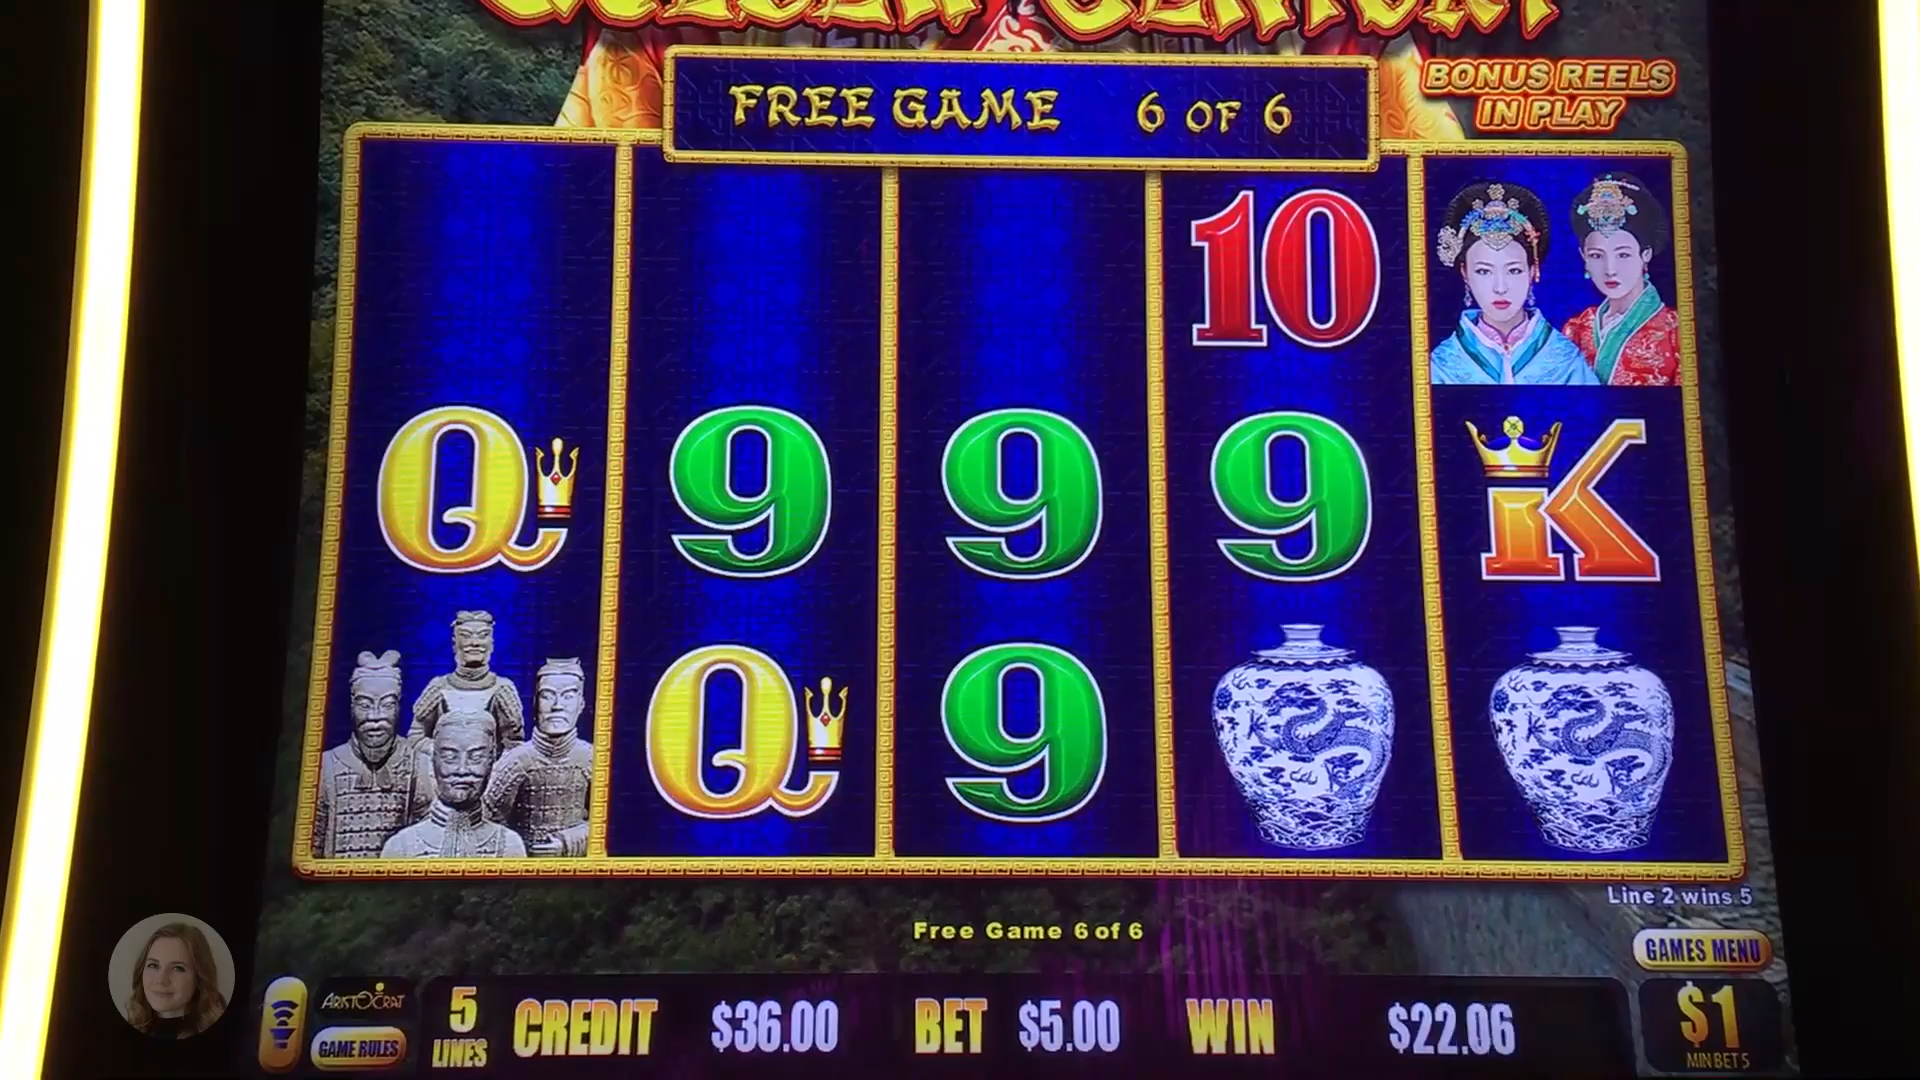 GOLDEN CENTURY
BONUS REELS
IN PLAY
FREE GAME 6 OF 6
10
Q 9 9 9 K
Q 9
Line 2 wins 5
Free Game 6 of 6
GAMES MENU
ARISTOCRAT
GAME RULES
5
LINES
CREDIT $36.00 BET $5.00 WIN $22.06
$1
MIN BET 5